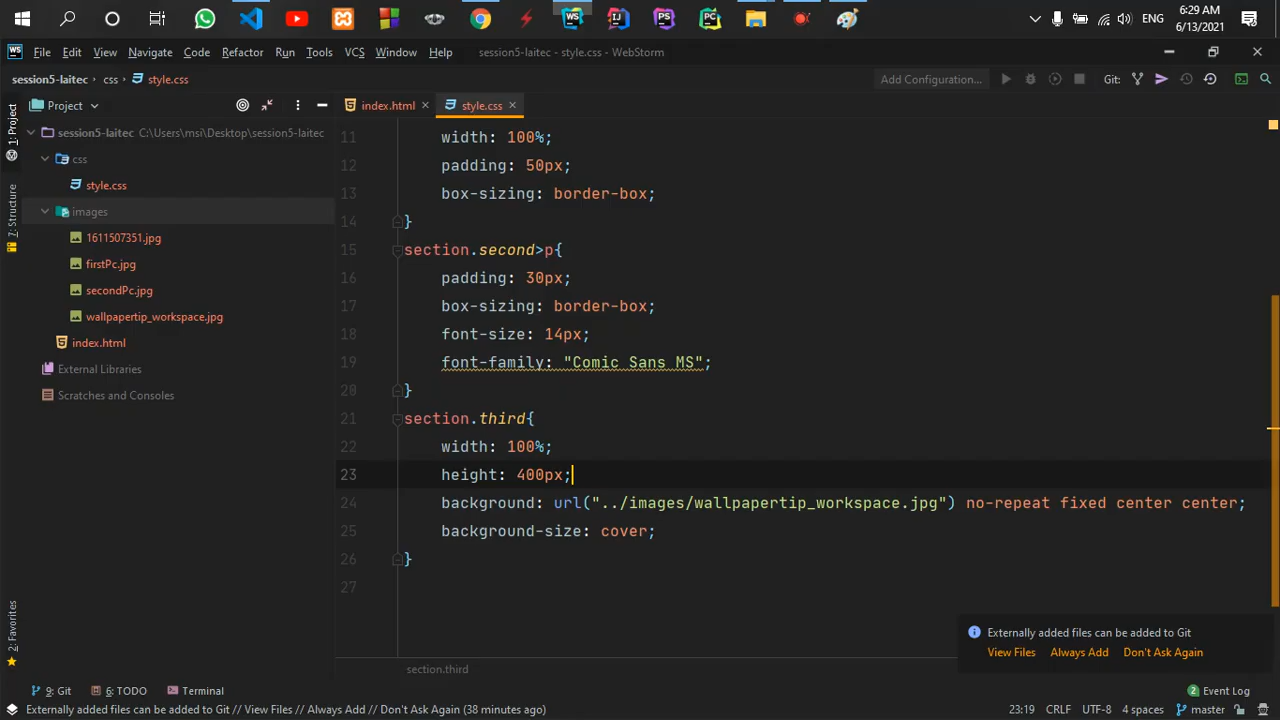 6:29 AM
ENG
6/13/2021
WS
File Edit View Navigate Code Refactor Run Tools VCS Window Help session5-laitec - style.css - WebStorm
session5-laitec › css › style.css
Add Configuration...
Git:
Project
index.html
style.css
1: Project
7: Structure
2: Favorites
session5-laitec C:\Users\msi\Desktop\session5-laitec
css
style.css
images
1611507351.jpg
firstPc.jpg
secondPc.jpg
wallpapertip_workspace.jpg
index.html
External Libraries
Scratches and Consoles
11 width: 100%;
12 padding: 50px;
13 box-sizing: border-box;
14 }
15 section.second>p{
16 padding: 30px;
17 box-sizing: border-box;
18 font-size: 14px;
19 font-family: "Comic Sans MS";
20 }
21 section.third{
22 width: 100%;
23 height: 400px;
24 background: url("../images/wallpapertip_workspace.jpg") no-repeat fixed center center;
25 background-size: cover;
26 }
27
section.third
Externally added files can be added to Git
View Files Always Add Don't Ask Again
9: Git 6: TODO Terminal
2 Event Log
Externally added files can be added to Git // View Files // Always Add // Don't Ask Again (38 minutes ago)
23:19 CRLF UTF-8 4 spaces master